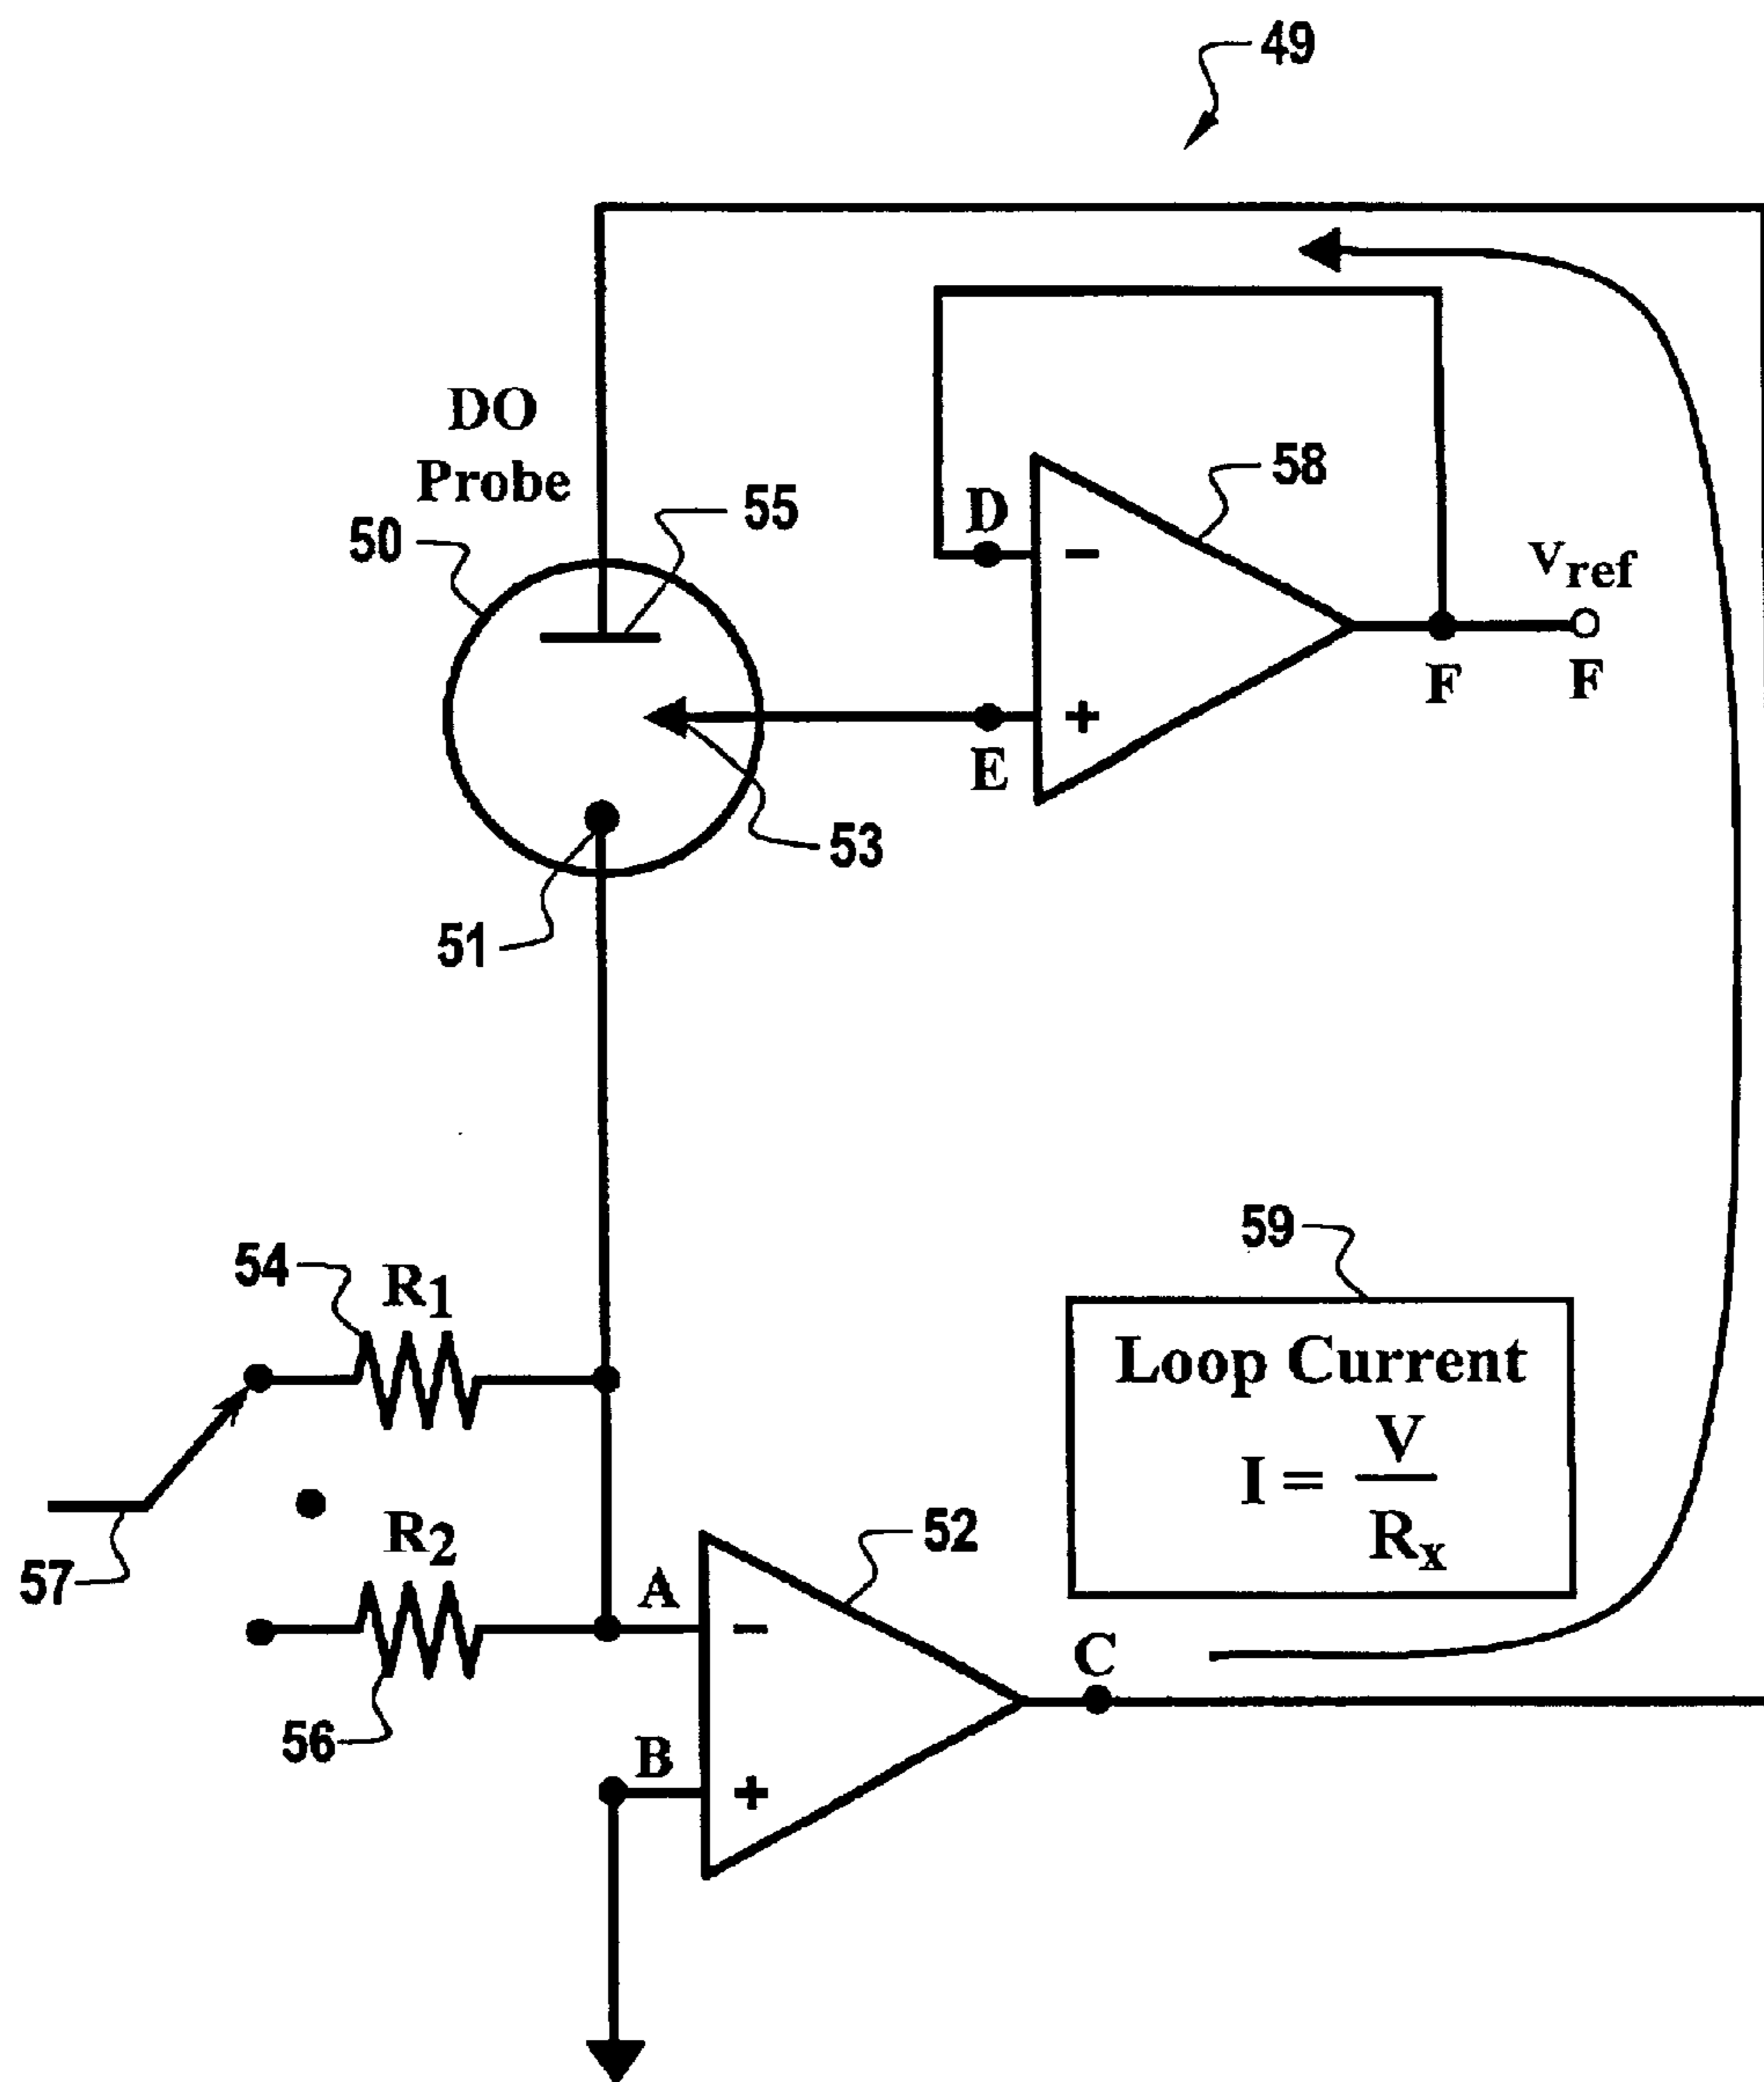 49
DO
Probe
50
55
58
D
-
Vref
E
+
F
F
53
51
59
54
R1
Loop Current
I = V
Rx
57
R2
52
A
-
C
56
B
+